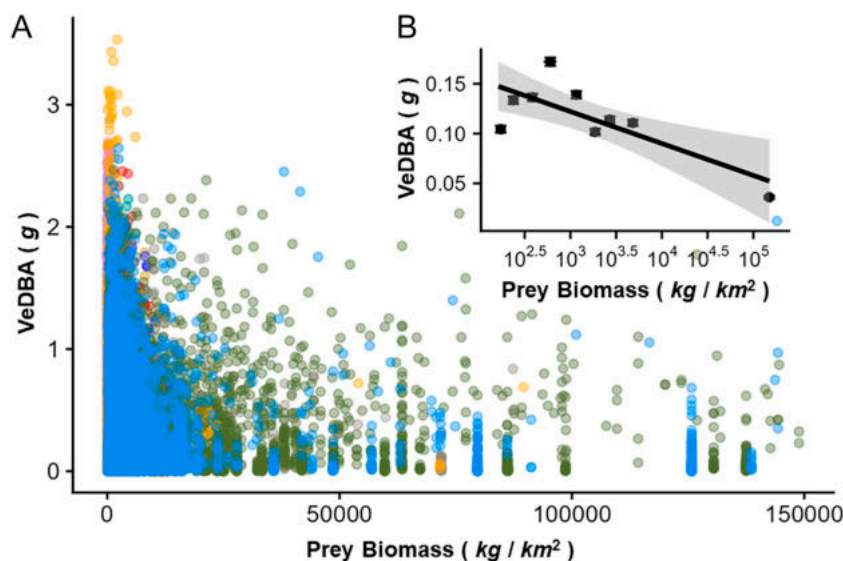 A
B
3
2
1
0
VeDBA ( g )
0
50000
100000
150000
Prey Biomass ( kg / km²)
0.15
0.10
0.05
VeDBA ( g )
10^2.5
10^3
10^3.5
10^4
10^4.5
10^5
Prey Biomass ( kg / km²)